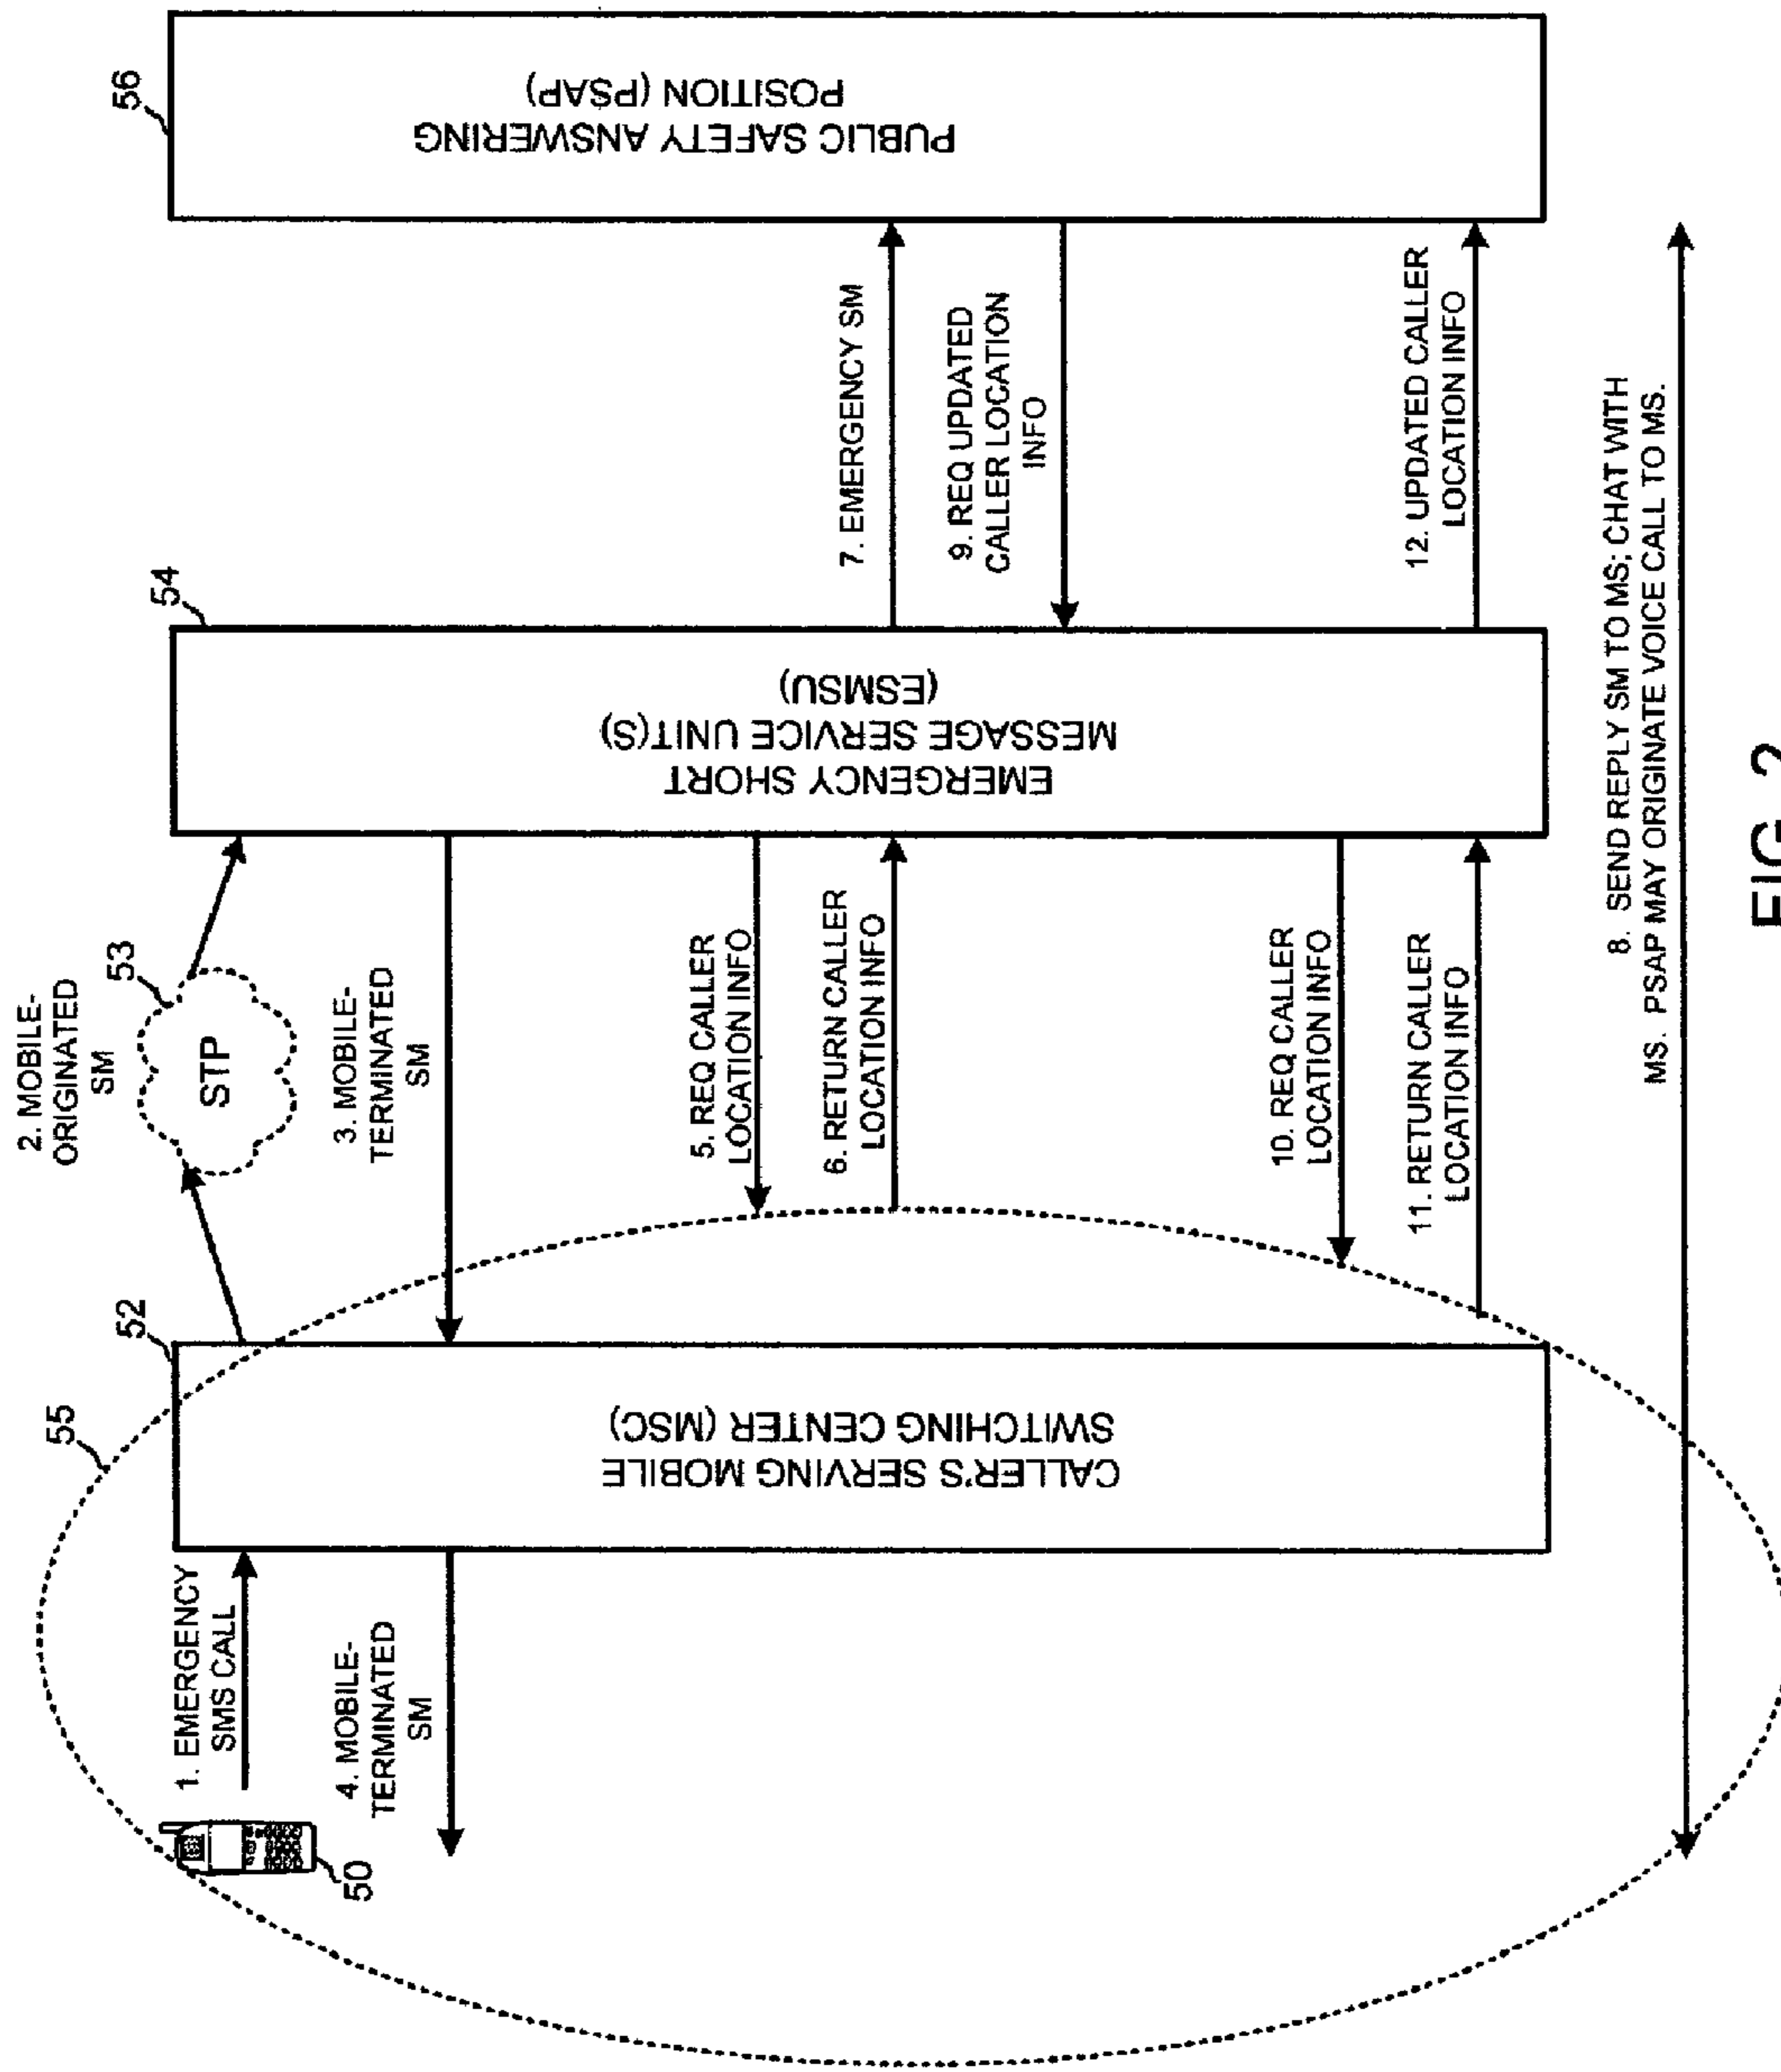 50
1. EMERGENCY
SMS CALL
4. MOBILE-
TERMINATED
SM
55
52
CALLER'S SERVING MOBILE
SWITCHING CENTER (MSC)
2. MOBILE-
ORIGINATED
SM
53
STP
3. MOBILE-
TERMINATED
SM
5. REQ CALLER
LOCATION INFO
6. RETURN CALLER
LOCATION INFO
10. REQ CALLER
LOCATION INFO
11. RETURN CALLER
LOCATION INFO
54
EMERGENCY SHORT
MESSAGE SERVICE UNIT(S)
(ESMSU)
7. EMERGENCY SM
9. REQ UPDATED
CALLER LOCATION
INFO
12. UPDATED CALLER
LOCATION INFO
56
PUBLIC SAFETY ANSWERING
POSITION (PSAP)
8. SEND REPLY SM TO MS; CHAT WITH
MS. PSAP MAY ORIGINATE VOICE CALL TO MS.
FIG. 2